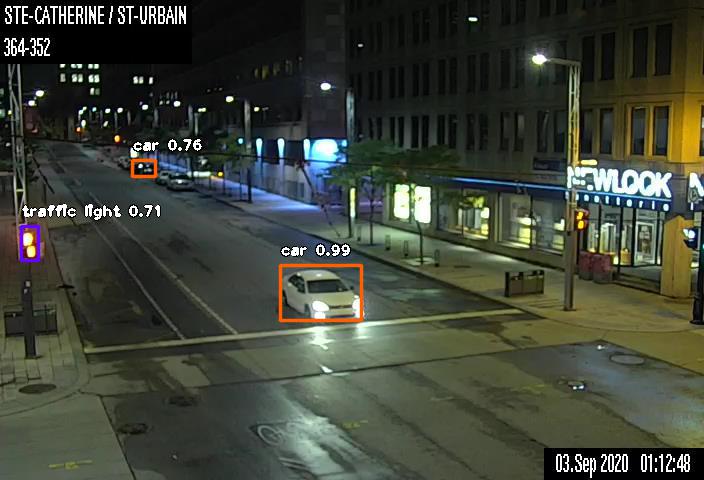 STE-CATHERINE / ST-URBAIN
364-352
car 0.76
traffic light 0.71
car 0.99
NEWLOOK
03.Sep 2020 01:12:48